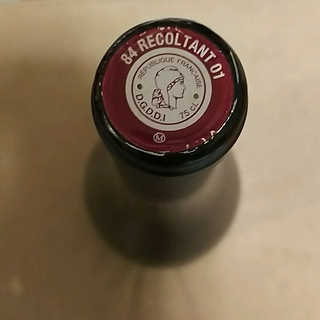 84 RECOLTANT 01
RÉPUBLIQUE FRANÇAISE
D.G.D.D.I
75 cl
M